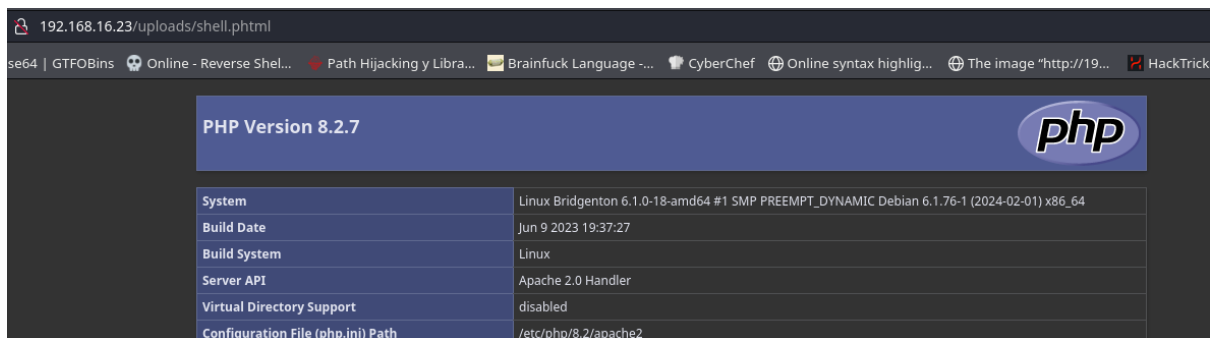 192.168.16.23/uploads/shell.phtml
se64 | GTFOBins Online - Reverse Shel... Path Hijacking y Libra... Brainfuck Language -... CyberChef Online syntax highlig... The image “http://19... HackTrick
PHP Version 8.2.7 php
System Linux Bridgenton 6.1.0-18-amd64 #1 SMP PREEMPT_DYNAMIC Debian 6.1.76-1 (2024-02-01) x86_64
Build Date Jun 9 2023 19:37:27
Build System Linux
Server API Apache 2.0 Handler
Virtual Directory Support disabled
Configuration File (php.ini) Path /etc/php/8.2/apache2